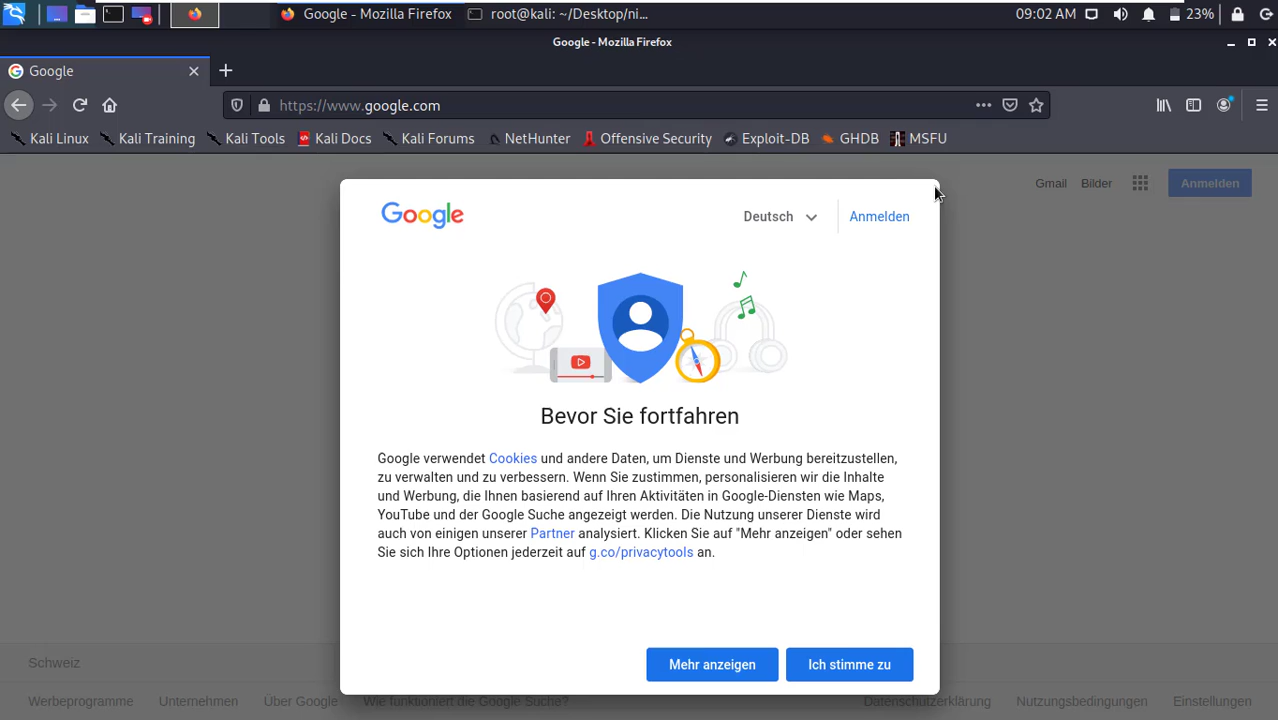 Google - Mozilla Firefox
root@kali: ~/Desktop/ni...
09:02 AM
23%
Google - Mozilla Firefox
Google
https://www.google.com
Kali Linux
Kali Training
Kali Tools
Kali Docs
Kali Forums
NetHunter
Offensive Security
Exploit-DB
GHDB
MSFU
Gmail
Bilder
Anmelden
Google
Deutsch
Anmelden
Bevor Sie fortfahren
Google verwendet Cookies und andere Daten, um Dienste und Werbung bereitzustellen,
zu verwalten und zu verbessern. Wenn Sie zustimmen, personalisieren wir die Inhalte
und Werbung, die Ihnen basierend auf Ihren Aktivitäten in Google-Diensten wie Maps,
YouTube und der Google Suche angezeigt werden. Die Nutzung unserer Dienste wird
auch von einigen unserer Partner analysiert. Klicken Sie auf "Mehr anzeigen" oder sehen
Sie sich Ihre Optionen jederzeit auf g.co/privacytools an.
Mehr anzeigen
Ich stimme zu
Schweiz
Werbeprogramme
Unternehmen
Über Google
Wie funktioniert die Google Suche?
Datenschutzerklärung
Nutzungsbedingungen
Einstellungen